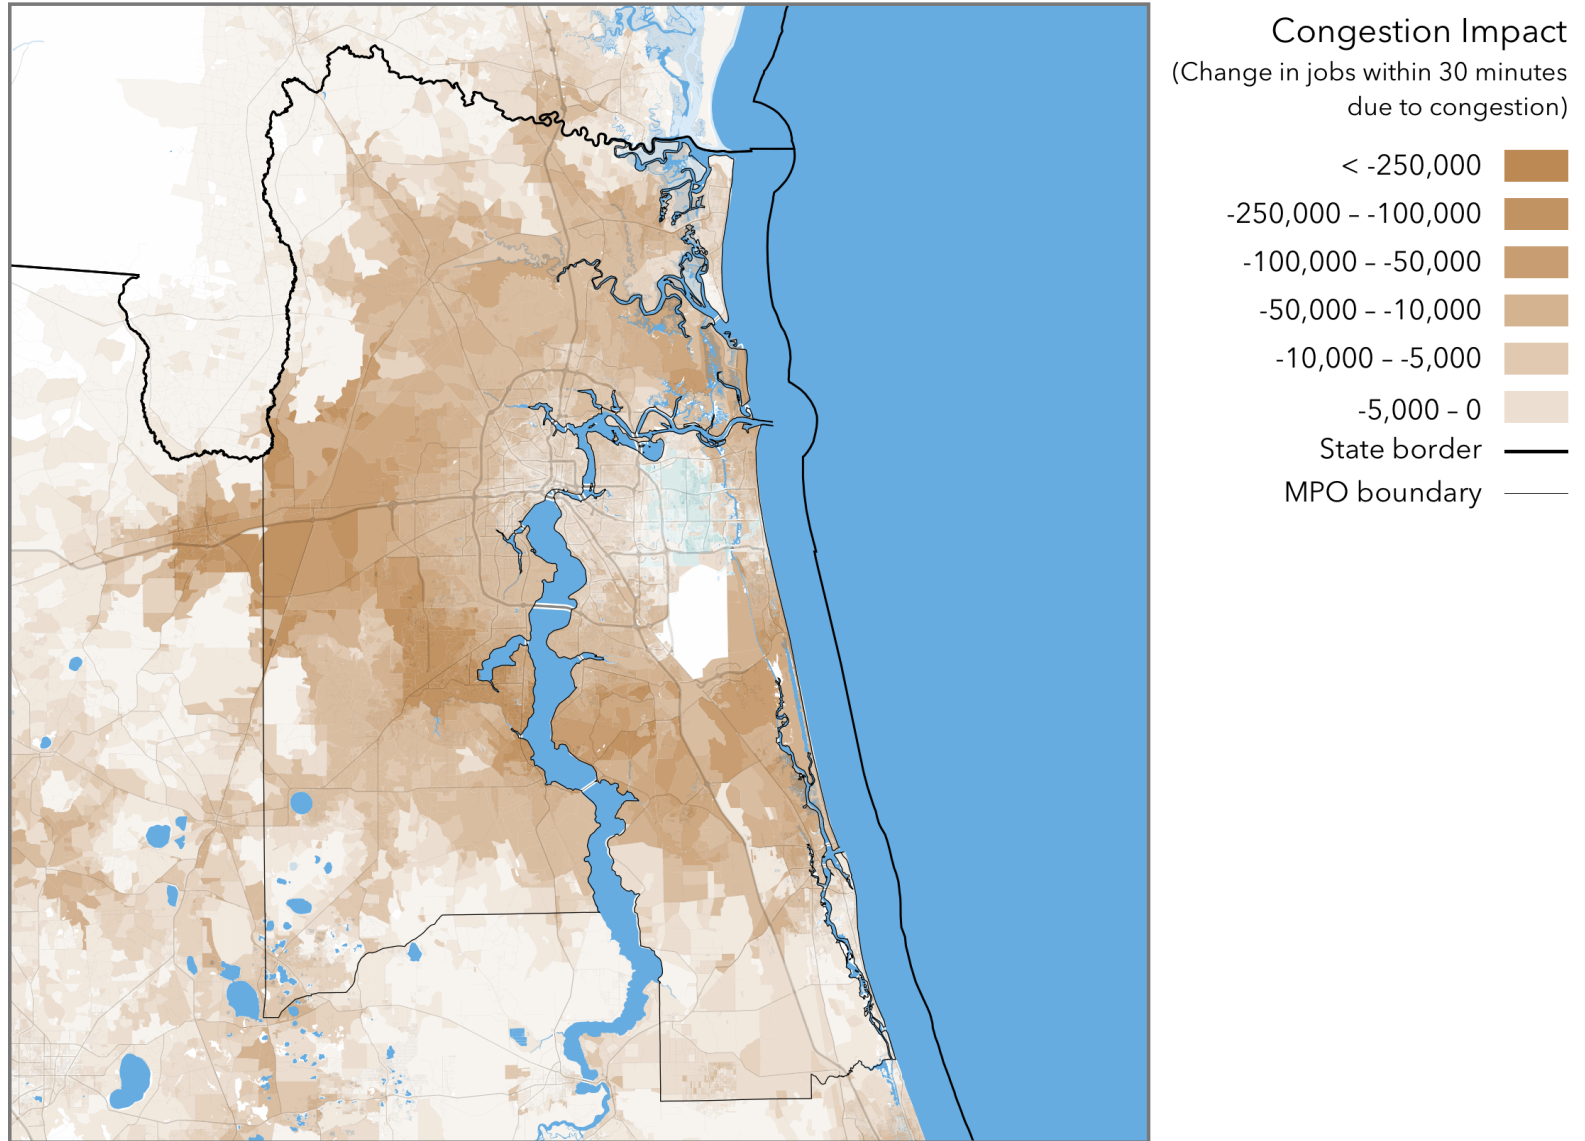 Congestion Impact
(Change in jobs within 30 minutes
due to congestion)
< -250,000
-250,000 – -100,000
-100,000 – -50,000
-50,000 – -10,000
-10,000 – -5,000
-5,000 – 0
State border
MPO boundary